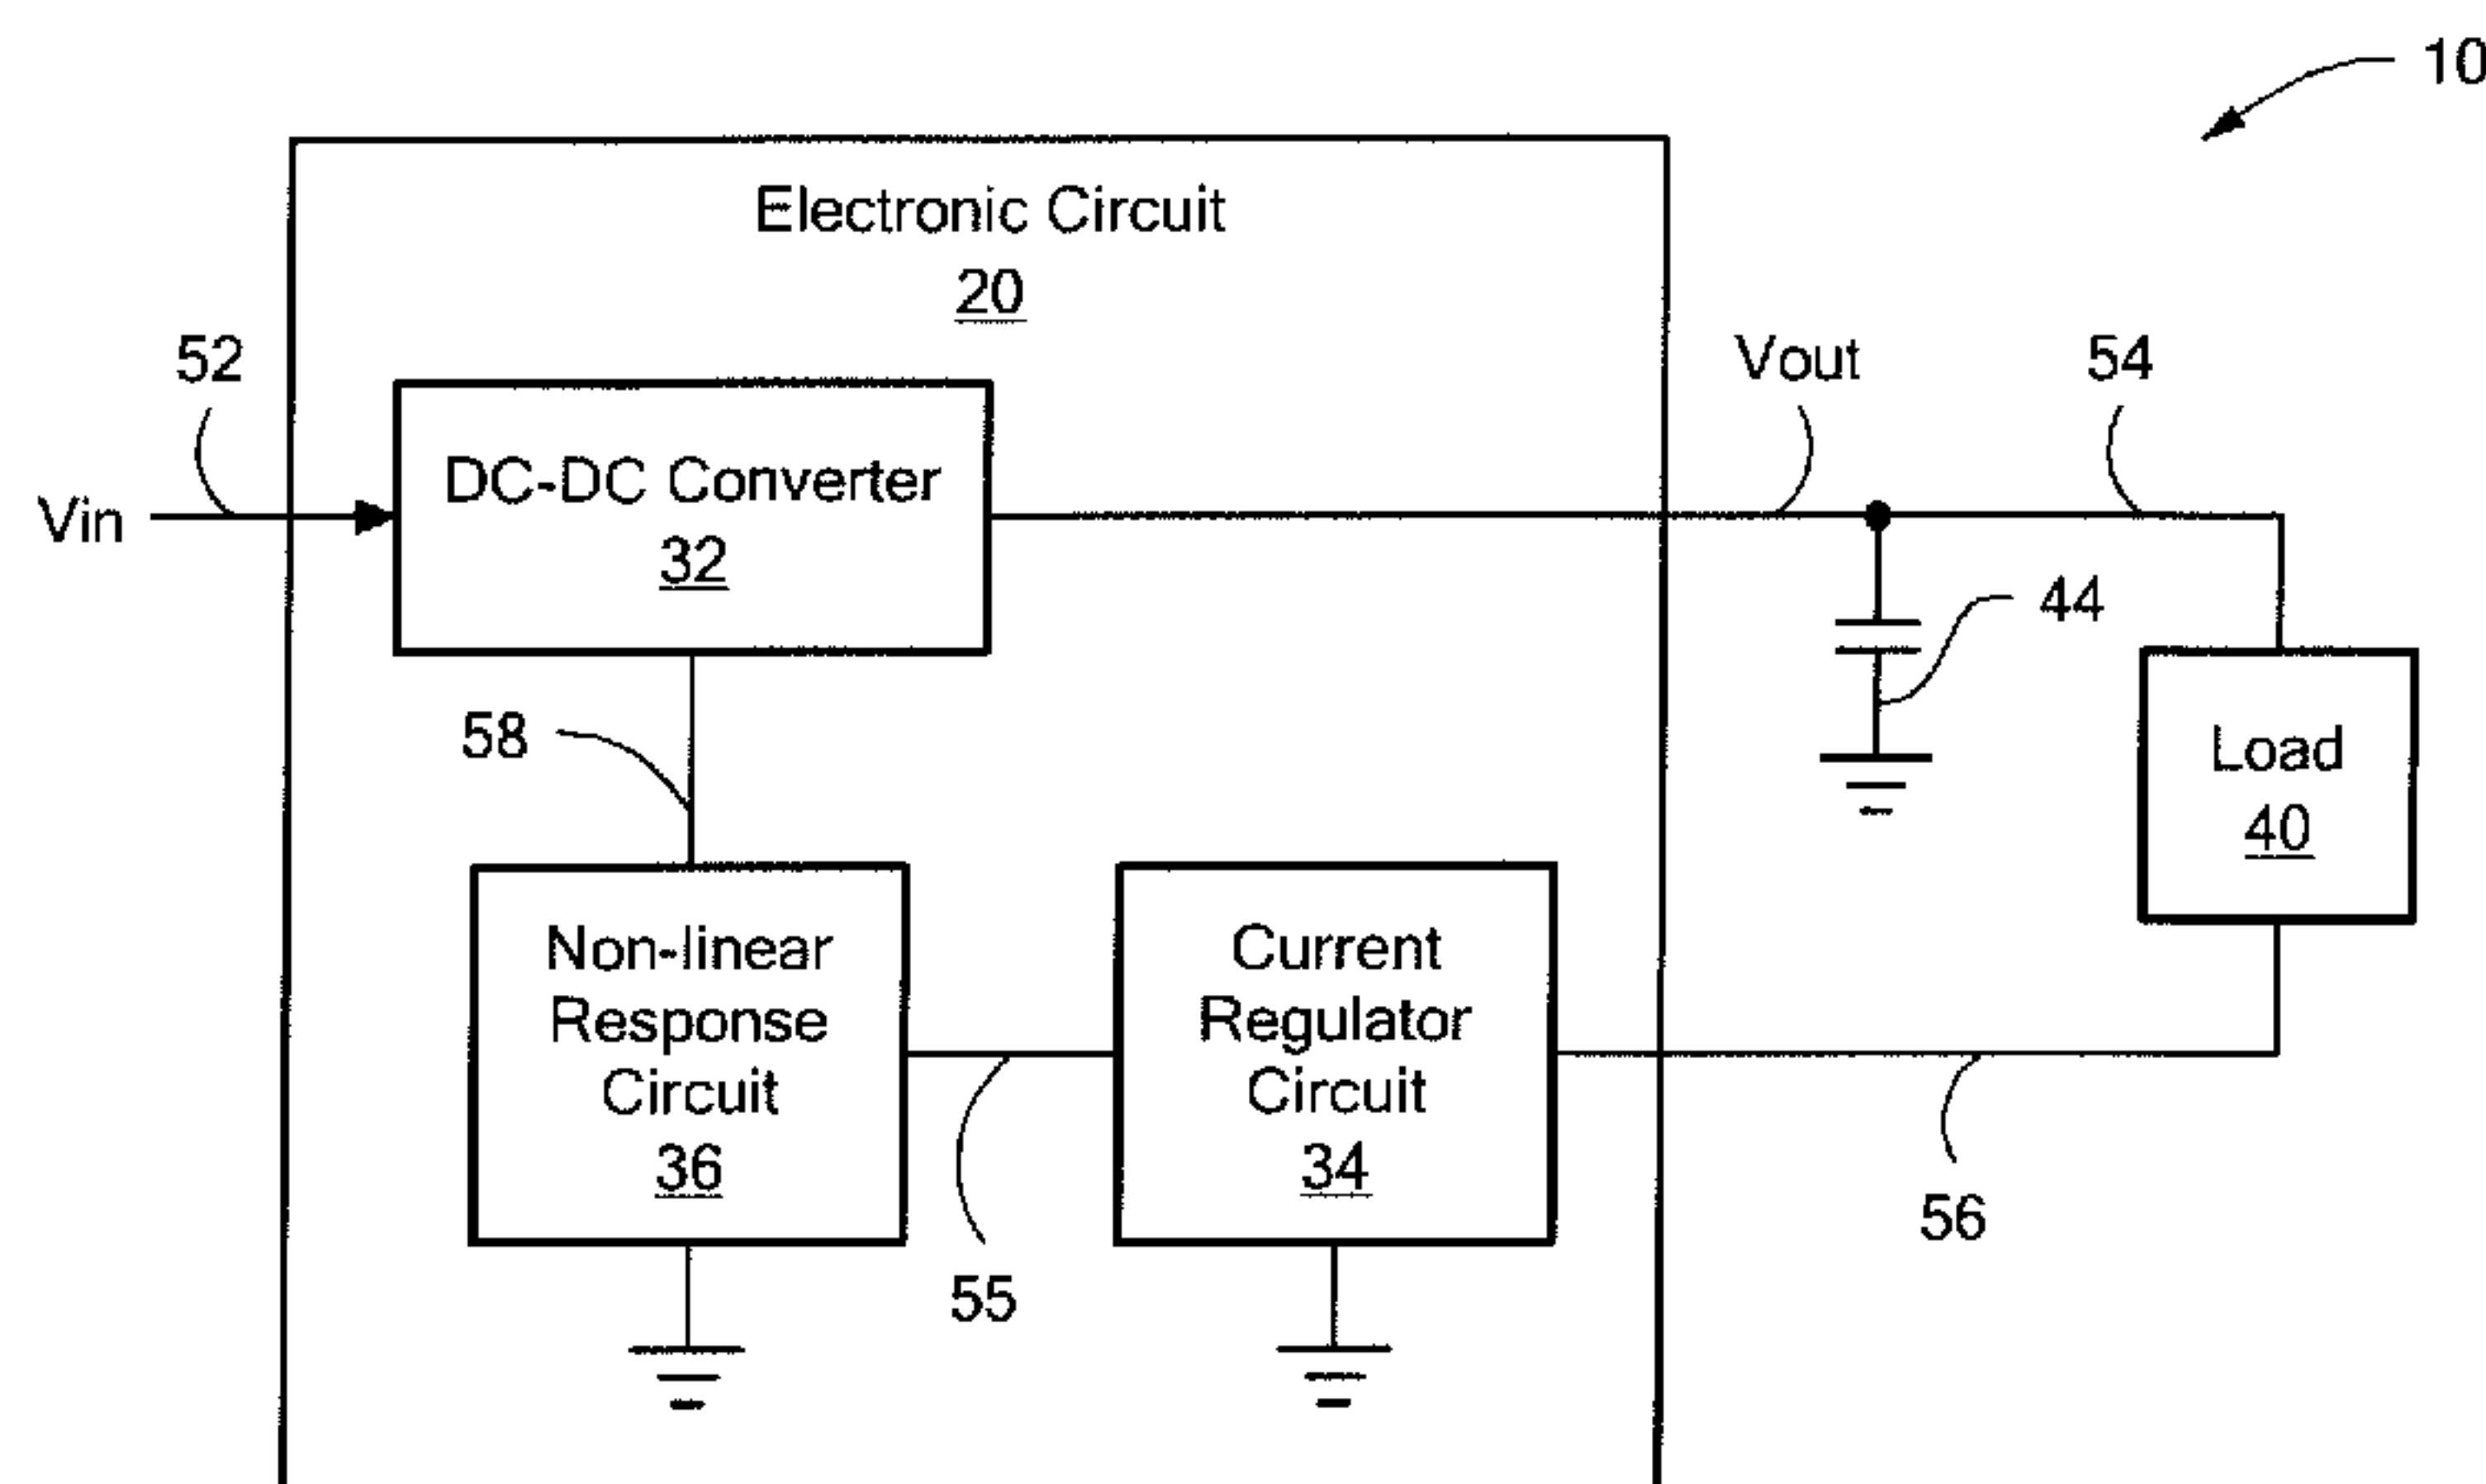 10
Electronic Circuit
20
52
Vout
54
Vin
DC-DC Converter
32
44
58
Load
40
Non-linear
Response
Circuit
36
Current
Regulator
Circuit
34
55
56